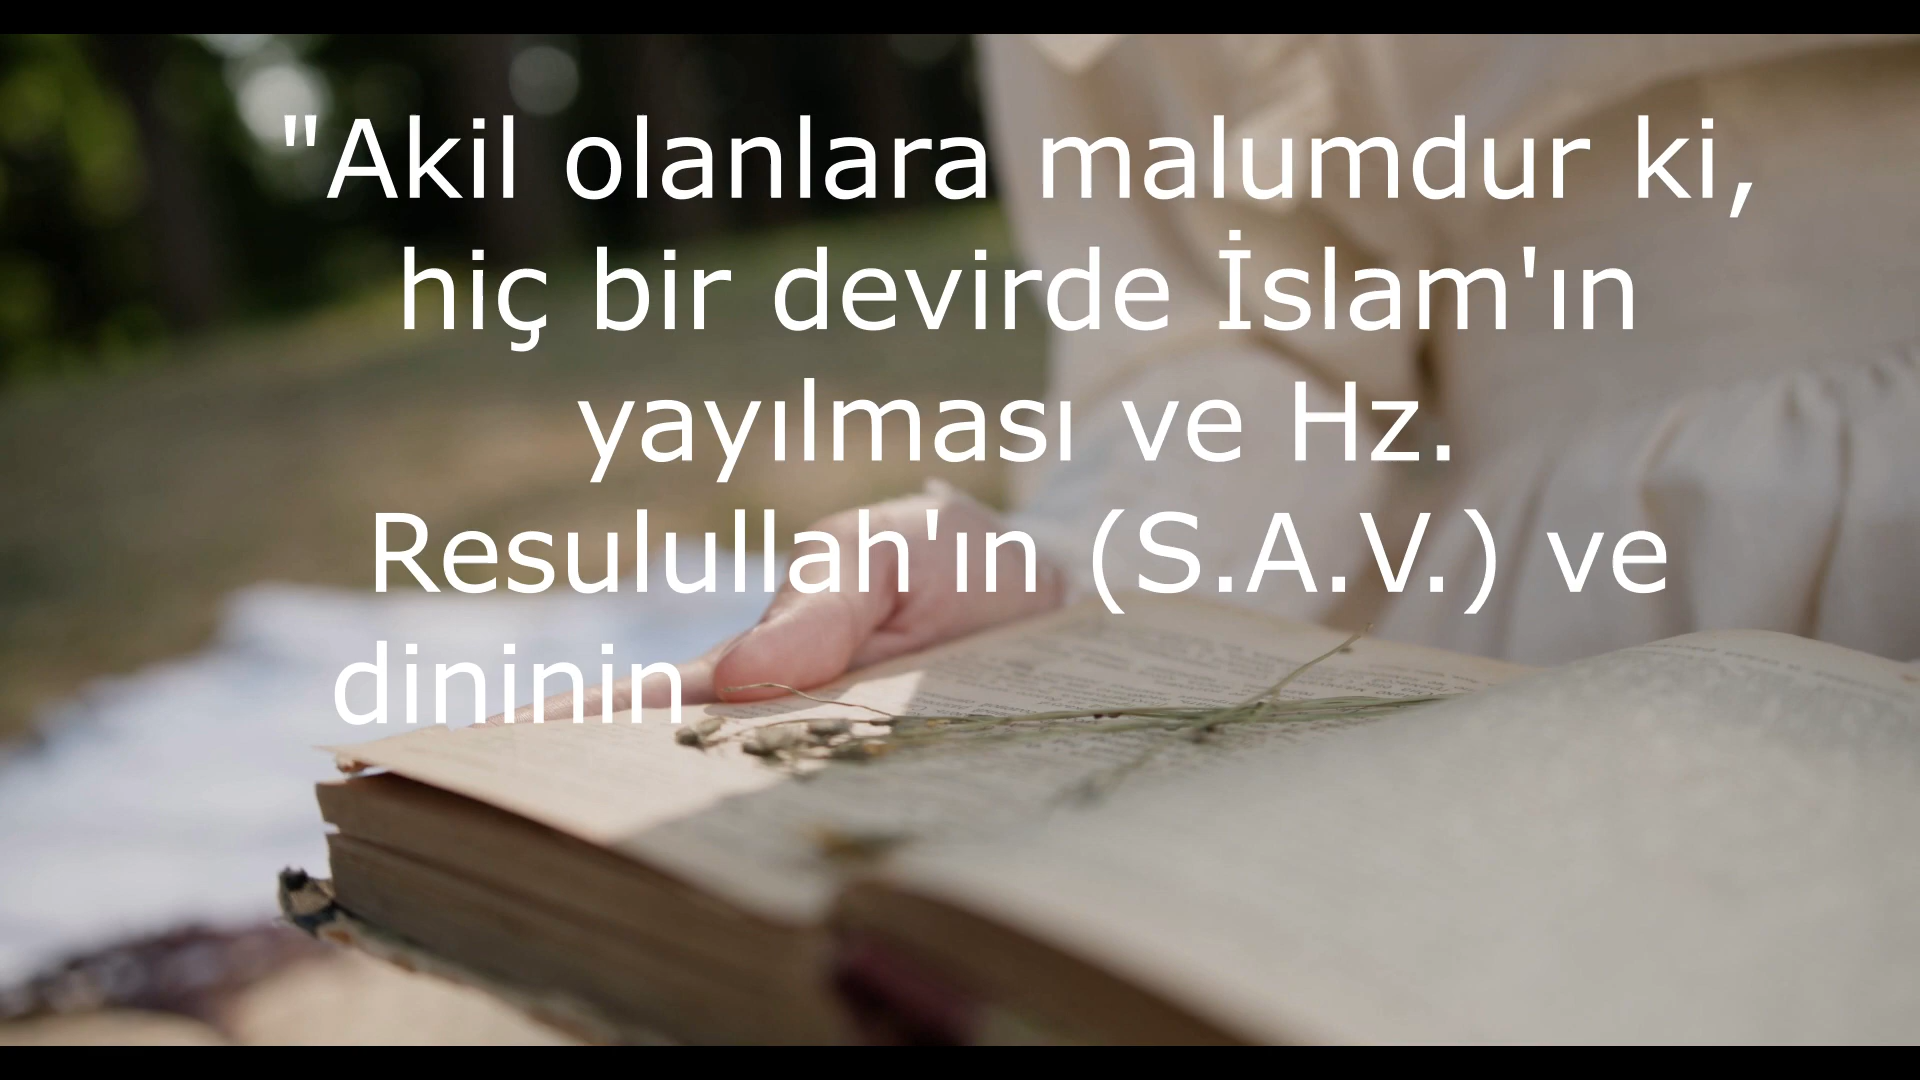 "Akil olanlara malumdur ki,
hiç bir devirde İslam'ın
yayılması ve Hz.
Resulullah'ın (S.A.V.) ve
dininin